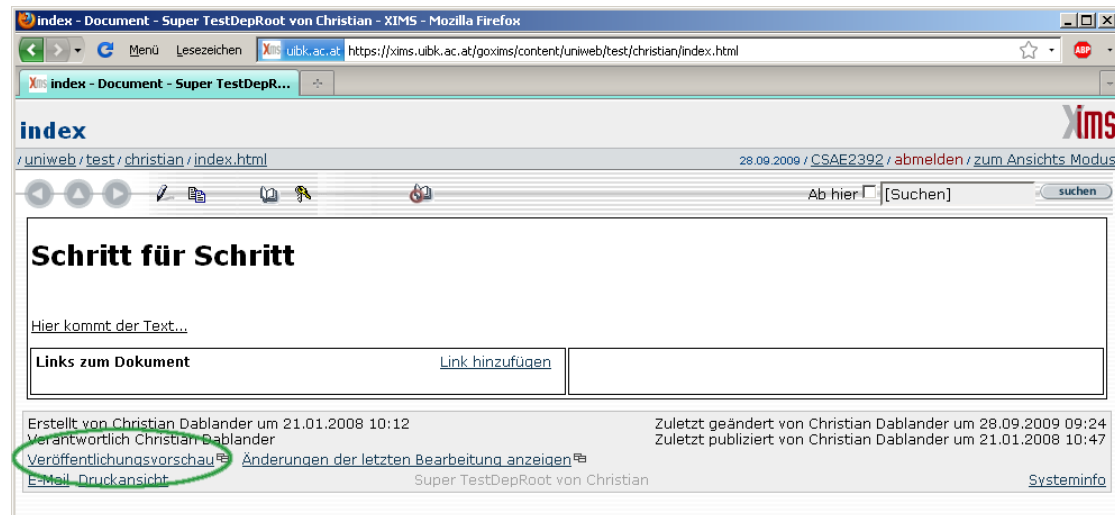 index - Document - Super TestDepRoot von Christian - XIMS - Mozilla Firefox
Menü Lesezeichen Xims uibk.ac.at https://xims.uibk.ac.at/goxims/content/uniweb/test/christian/index.html ABP
Xims index - Document - Super TestDepR...
index Xims
/ uniweb / test / christian / index.html 28.09.2009 / CSAE2392 / abmelden / zum Ansichts Modus
Ab hier [Suchen] suchen
Schritt für Schritt
Hier kommt der Text...
Links zum Dokument Link hinzufügen
Erstellt von Christian Dablander um 21.01.2008 10:12 Zuletzt geändert von Christian Dablander um 28.09.2009 09:24
Verantwortlich Christian Dablander Zuletzt publiziert von Christian Dablander um 21.01.2008 10:47
Veröffentlichungsvorschau Änderungen der letzten Bearbeitung anzeigen
E-Mail Druckansicht Super TestDepRoot von Christian Systeminfo